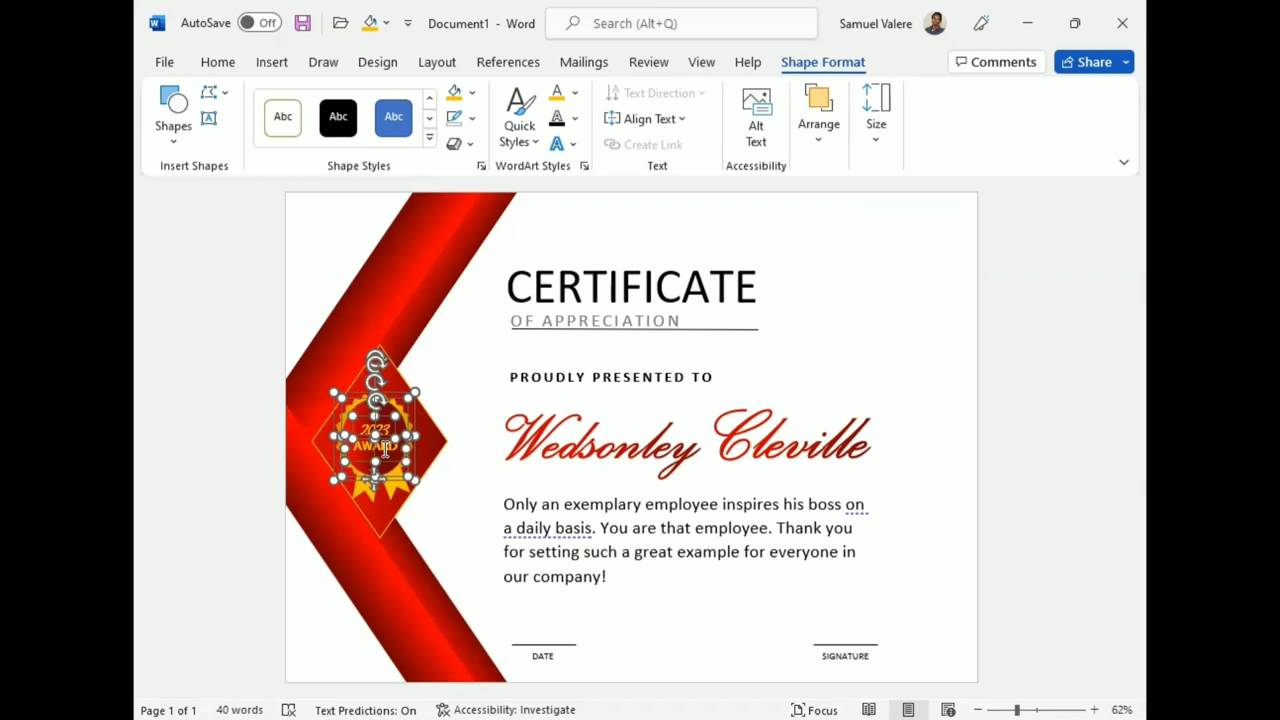 AutoSave Off Document1 - Word Search (Alt+Q) Samuel Valere
File Home Insert Draw Design Layout References Mailings Review View Help Shape Format Comments Share
Shapes
Insert Shapes
Abc Abc Abc
Shape Styles
Quick
Styles
WordArt Styles
Text Direction
Align Text
Create Link
Text
Alt
Text
Accessibility
Arrange
Size
CERTIFICATE
OF APPRECIATION
PROUDLY PRESENTED TO
2023
AWARD
Wedsonley Cleville
Only an exemplary employee inspires his boss on
a daily basis. You are that employee. Thank you
for setting such a great example for everyone in
our company!
DATE SIGNATURE
Page 1 of 1 40 words Text Predictions: On Accessibility: Investigate Focus 62%